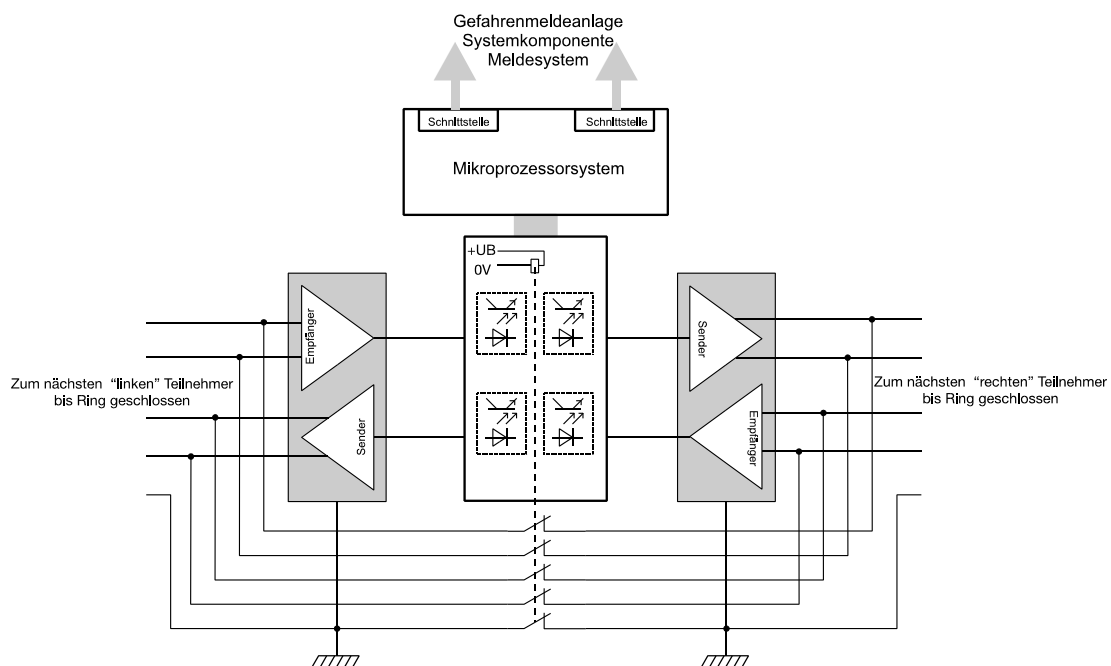 Gefahrenmeldeanlage
Systemkomponente
Meldesystem
Schnittstelle
Schnittstelle
Mikroprozessorsystem
+UB
0V
Empfänger
Sender
Sender
Empfänger
Zum nächsten “linken” Teilnehmer
bis Ring geschlossen
Zum nächsten “rechten” Teilnehmer
bis Ring geschlossen